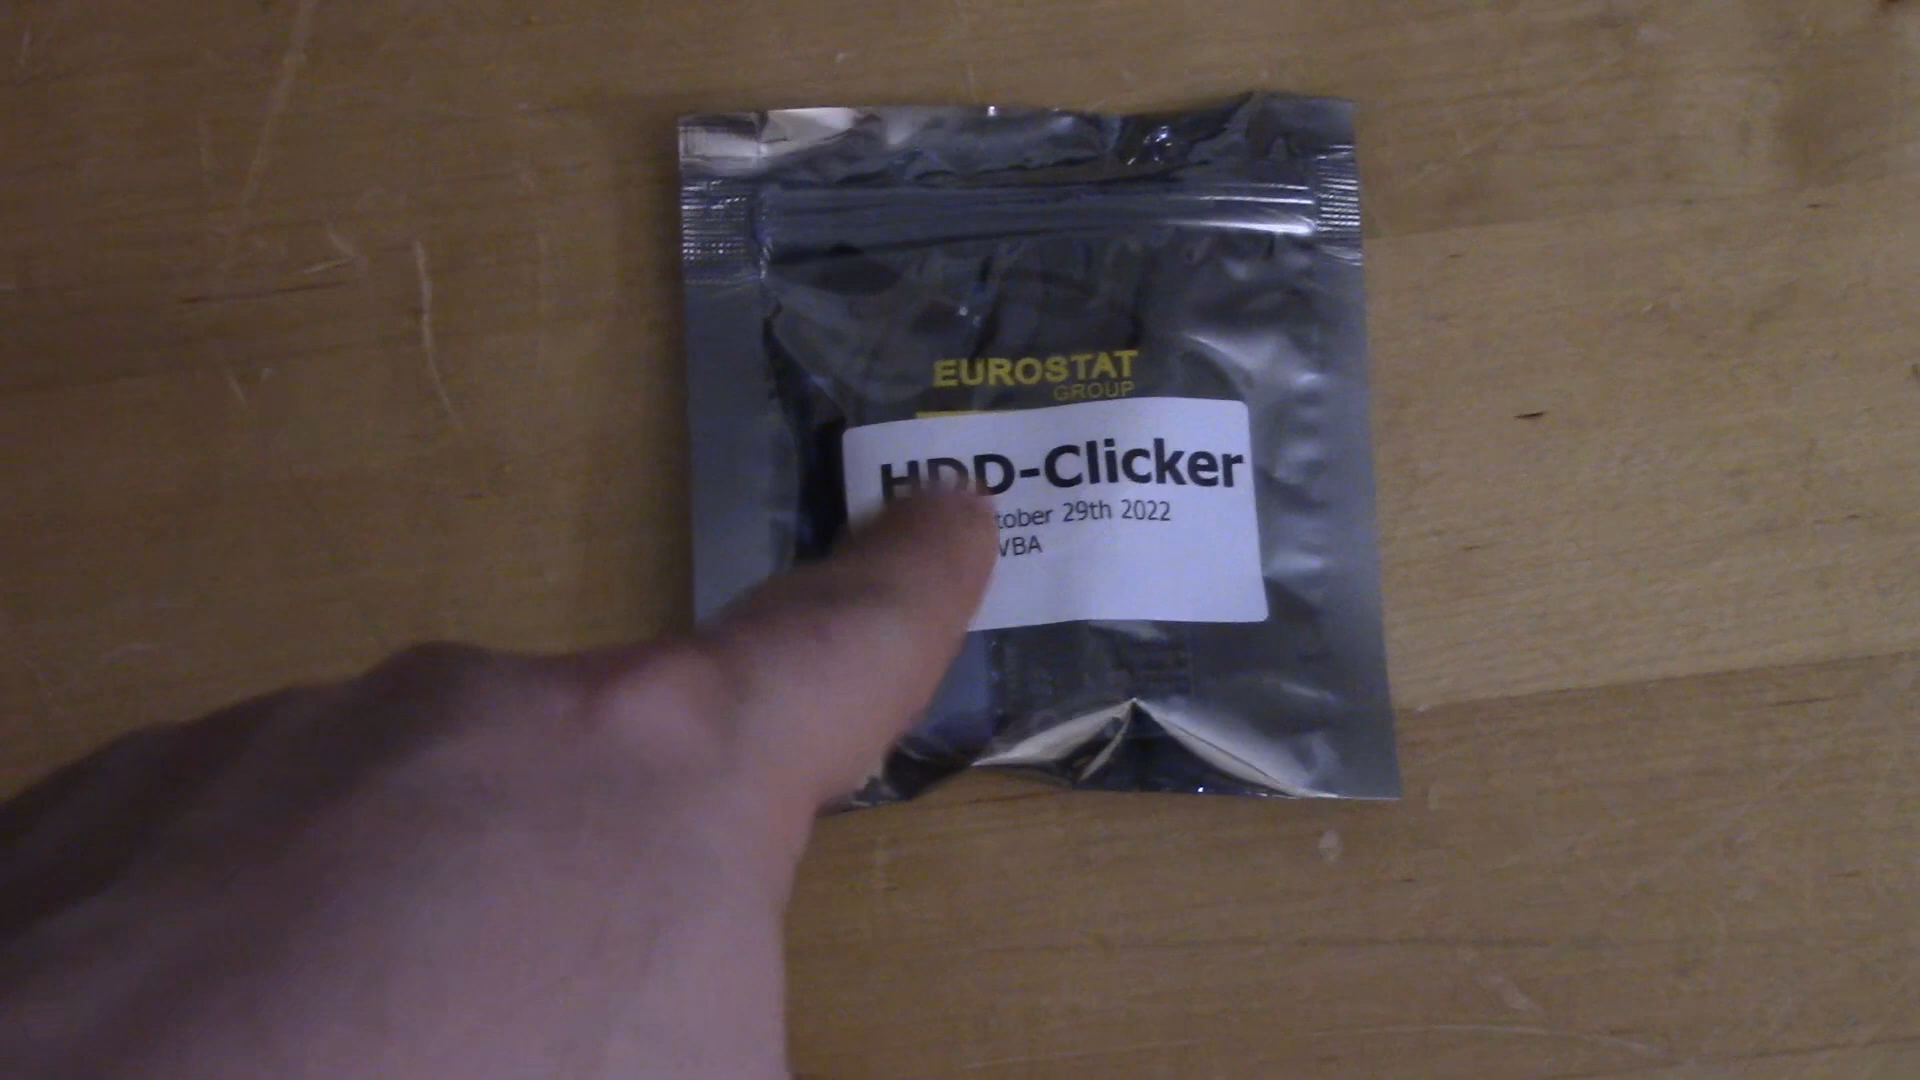 EUROSTAT
GROUP
HDD-Clicker
tober 29th 2022
VBA